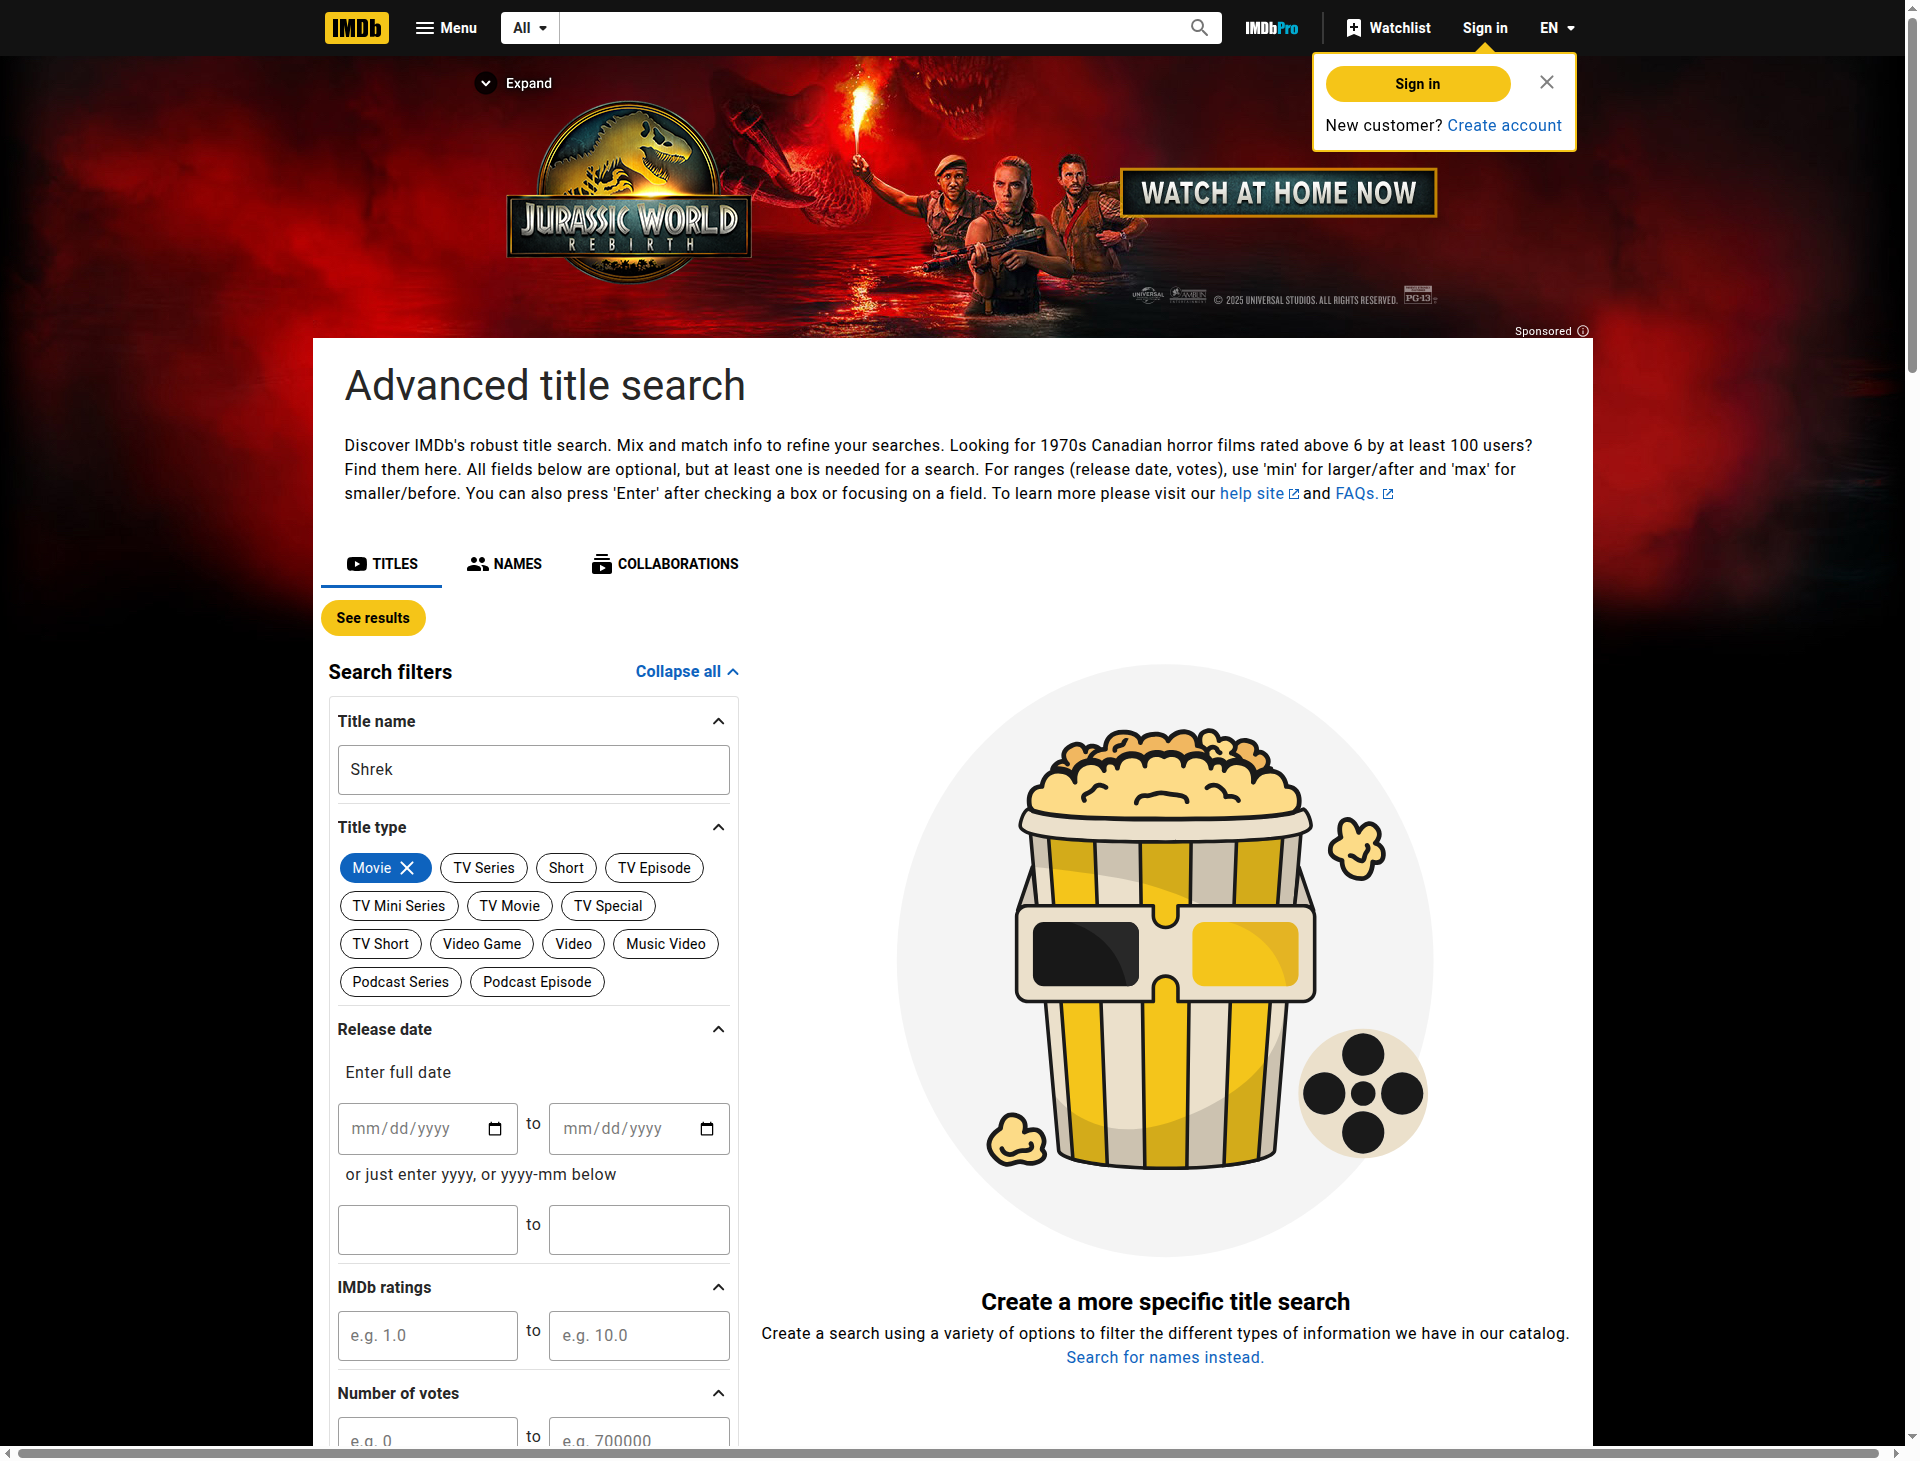 IMDb Menu All IMDbPro Watchlist Sign in EN
Expand
Sign in
New customer? Create account
JURASSIC WORLD
REBIRTH
WATCH AT HOME NOW
UNIVERSAL AMBLIN © 2025 UNIVERSAL STUDIOS. ALL RIGHTS RESERVED. PG-13
Sponsored
Advanced title search
Discover IMDb's robust title search. Mix and match info to refine your searches. Looking for 1970s Canadian horror films rated above 6 by at least 100 users?
Find them here. All fields below are optional, but at least one is needed for a search. For ranges (release date, votes), use 'min' for larger/after and 'max' for
smaller/before. You can also press 'Enter' after checking a box or focusing on a field. To learn more please visit our help site and FAQs.
TITLES NAMES COLLABORATIONS
See results
Search filters Collapse all
Title name
Shrek
Title type
Movie TV Series Short TV Episode
TV Mini Series TV Movie TV Special
TV Short Video Game Video Music Video
Podcast Series Podcast Episode
Release date
Enter full date
mm/dd/yyyy to mm/dd/yyyy
or just enter yyyy, or yyyy-mm below
to
IMDb ratings
e.g. 1.0 to e.g. 10.0
Number of votes
e.g. 0 to e.g. 700000
Create a more specific title search
Create a search using a variety of options to filter the different types of information we have in our catalog.
Search for names instead.